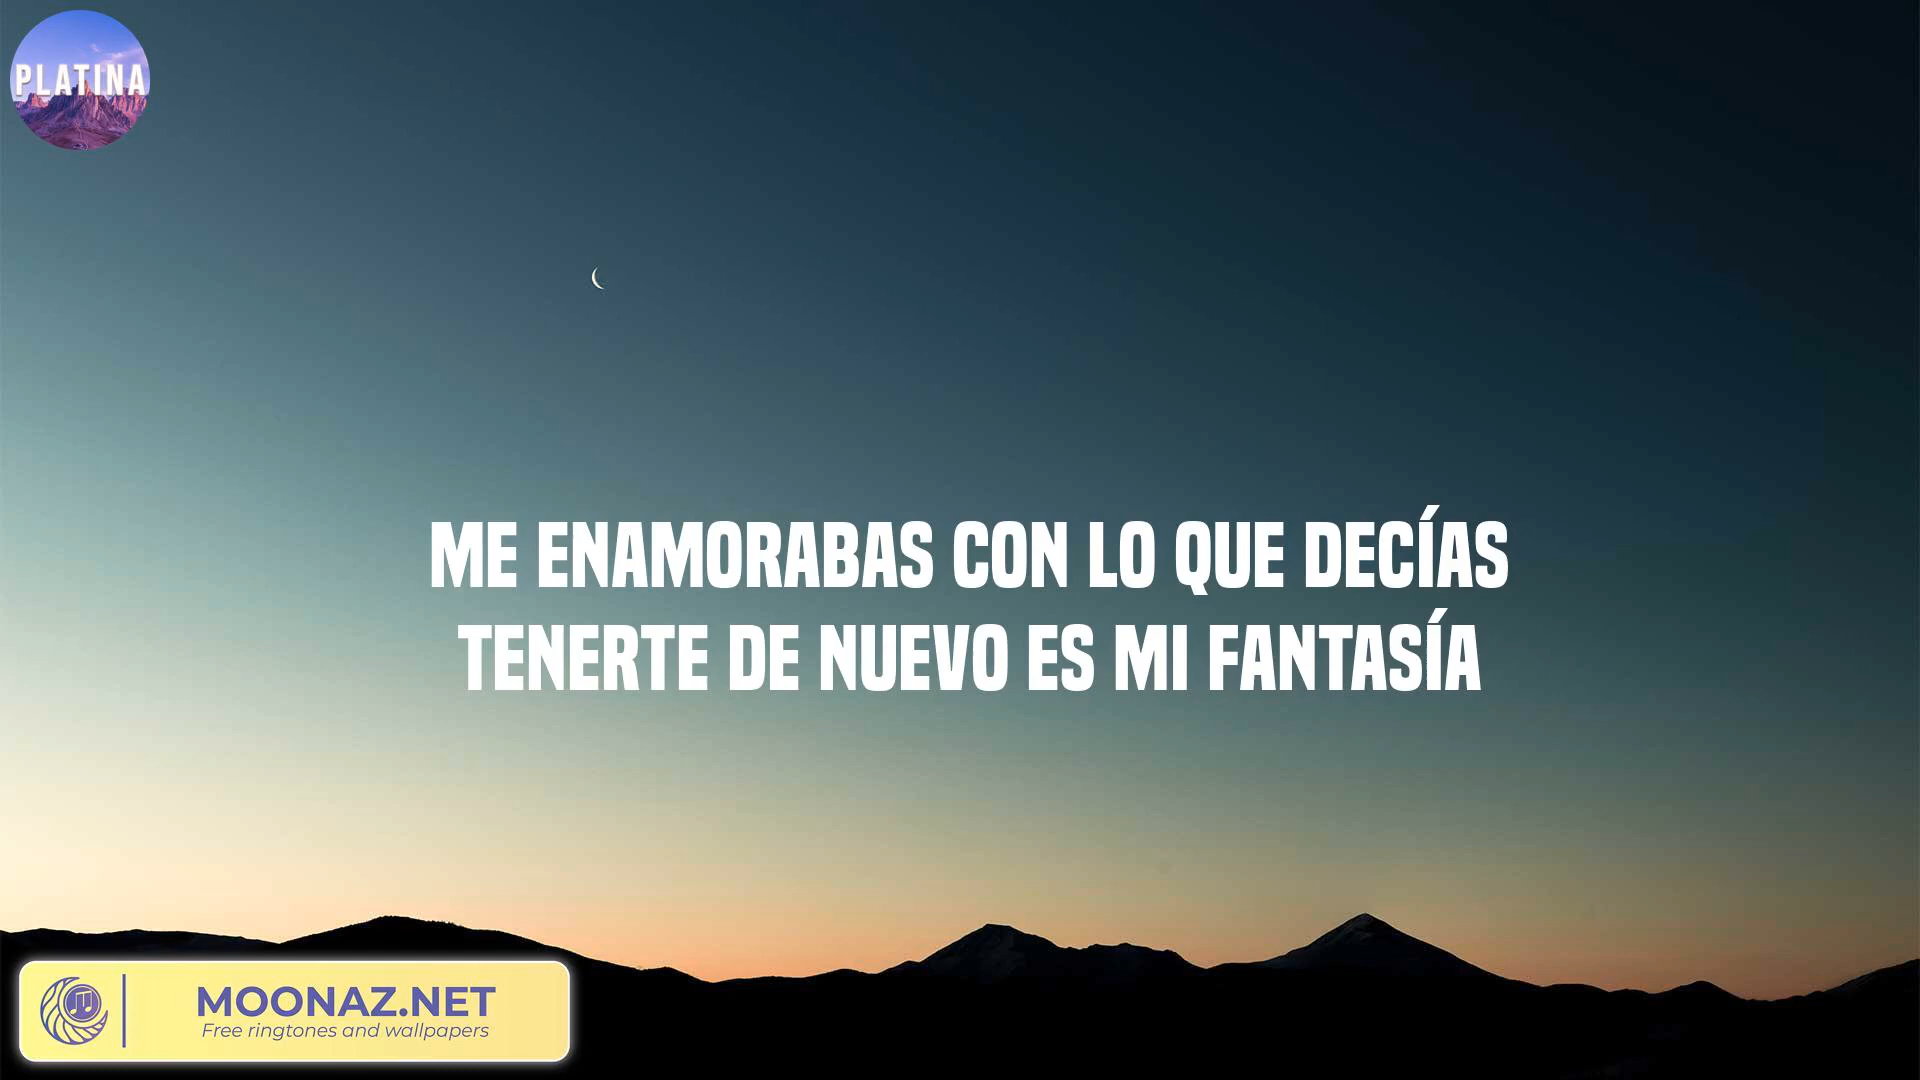 PLATINA
ME ENAMORABAS CON LO QUE DECÍAS
TENERTE DE NUEVO ES MI FANTASÍA
MOONAZ.NET
Free ringtones and wallpapers